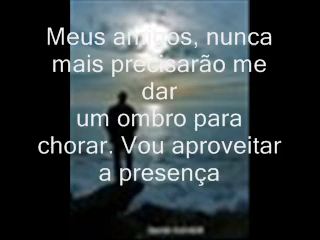 Meus amigos, nunca
mais precisarão me
dar
um ombro para
chorar. Vou aproveitar
a presença